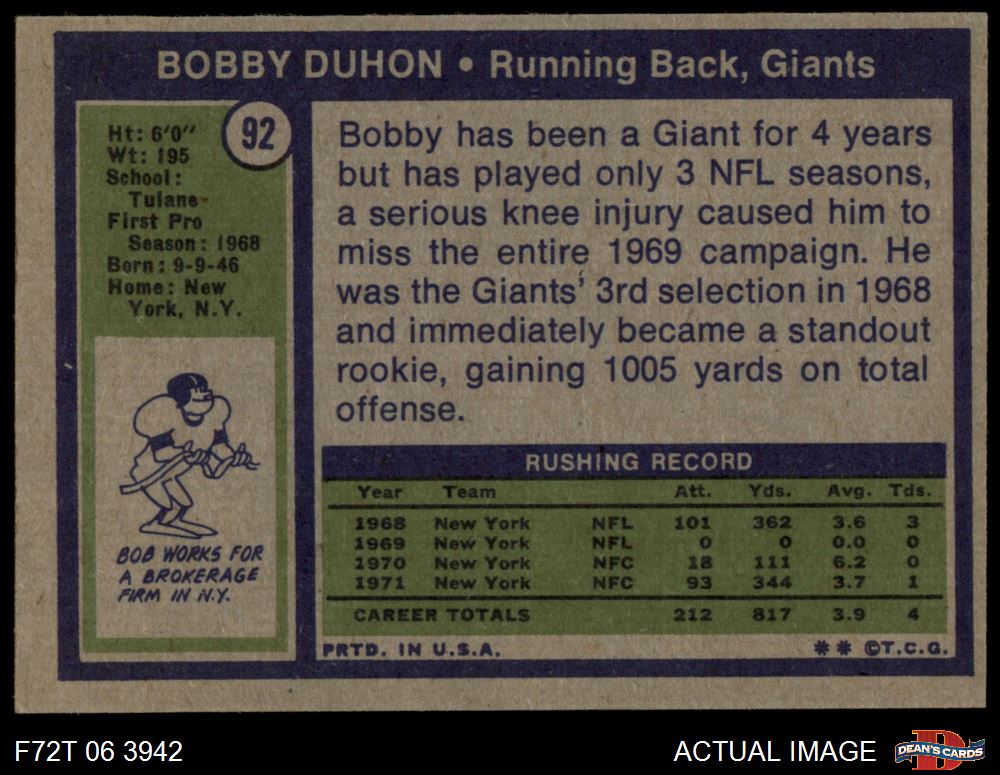 BOBBY DUHON • Running Back, Giants
92
Ht: 6'0"
Wt: 195
School:
Tulane
First Pro
Season: 1968
Born: 9-9-46
Home: New
York, N.Y.
BOB WORKS FOR
A BROKERAGE
FIRM IN N.Y.
Bobby has been a Giant for 4 years
but has played only 3 NFL seasons,
a serious knee injury caused him to
miss the entire 1969 campaign. He
was the Giants' 3rd selection in 1968
and immediately became a standout
rookie, gaining 1005 yards on total
offense.
RUSHING RECORD
Year Team Att. Yds. Avg. Tds.
1968 New York NFL 101 362 3.6 3
1969 New York NFL 0 0 0.0 0
1970 New York NFC 18 111 6.2 0
1971 New York NFC 93 344 3.7 1
CAREER TOTALS 212 817 3.9 4
PRTD. IN U.S.A. ** ©T.C.G.
F72T 06 3942 ACTUAL IMAGE DEAN'S CARDS